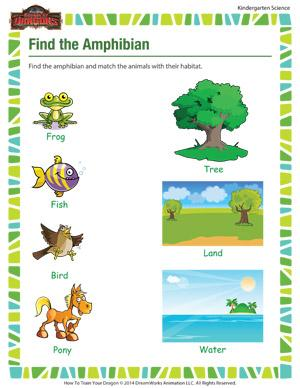 Kindergarten Science
DRAGONS
Find the Amphibian
Find the amphibian and match the animals with their habitat.
Frog
Tree
Fish
Land
Bird
Pony
Water
How To Train Your Dragon © 2014 DreamWorks Animation LLC. All Rights Reserved.